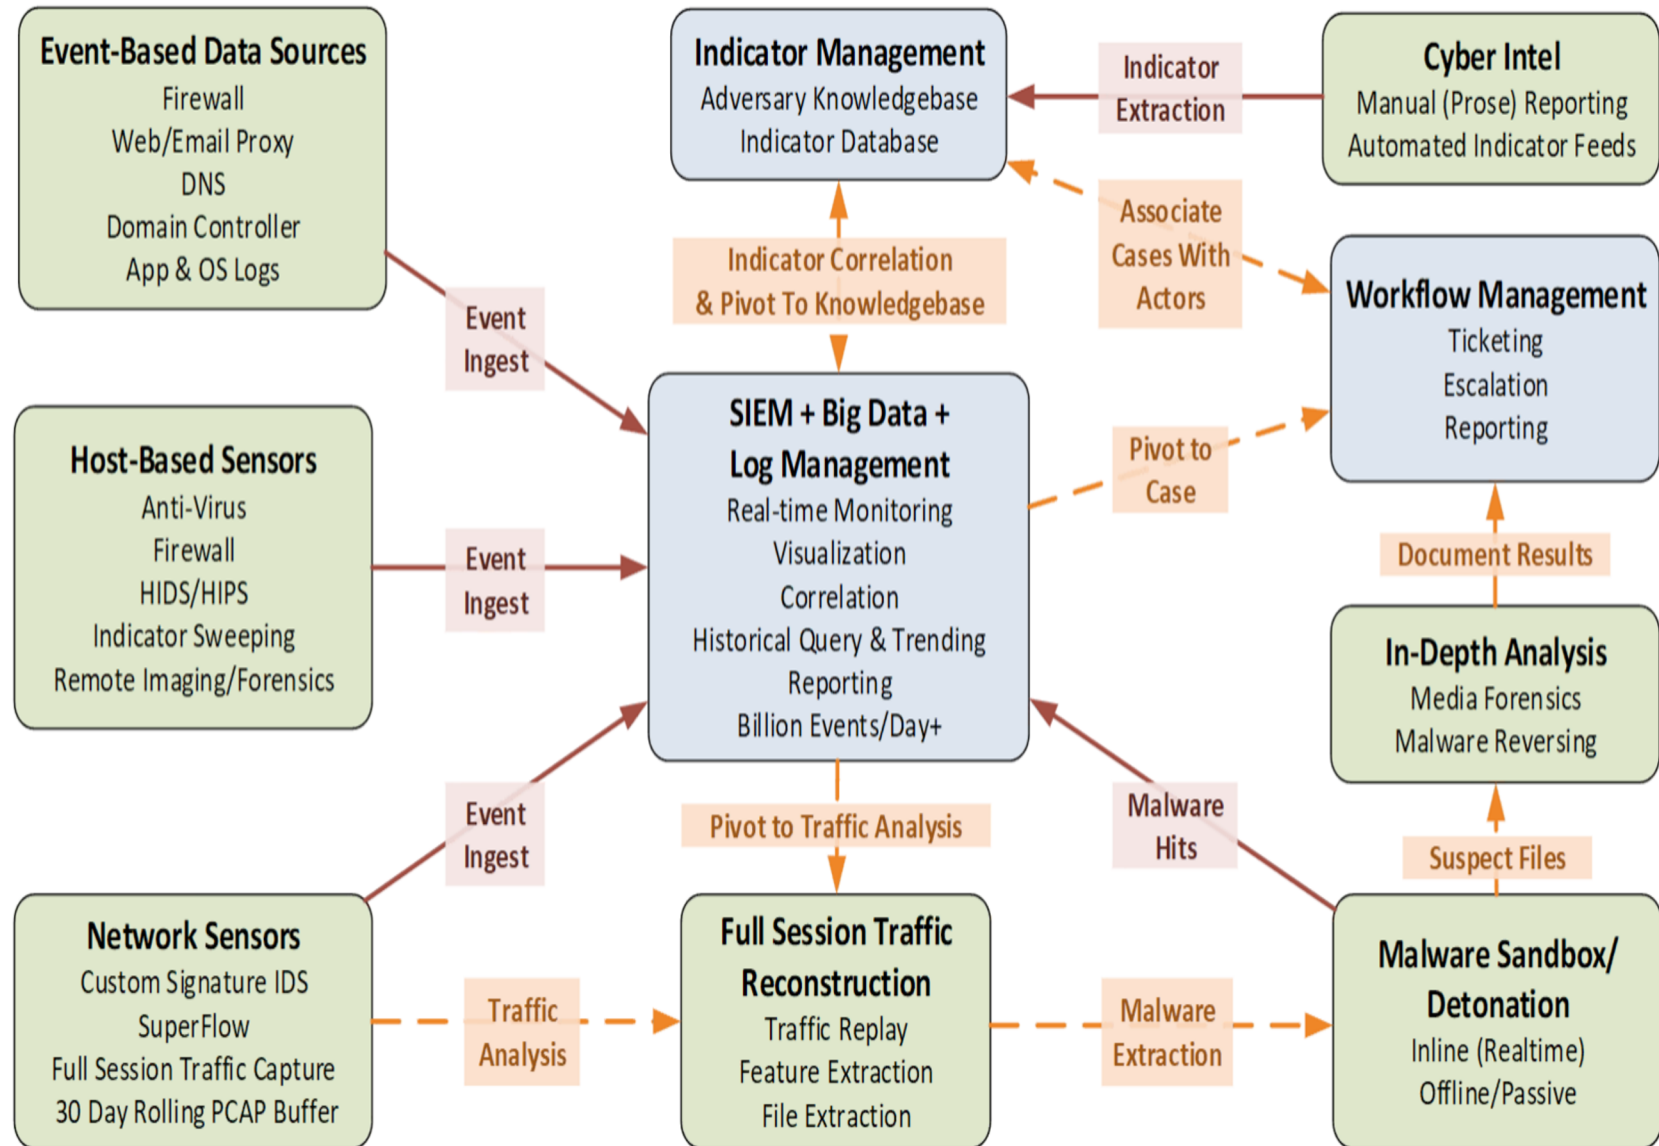 Event-Based Data Sources
Firewall
Web/Email Proxy
DNS
Domain Controller
App & OS Logs
Indicator Management
Adversary Knowledgebase
Indicator Database
Indicator
Extraction
Cyber Intel
Manual (Prose) Reporting
Automated Indicator Feeds
Event
Ingest
Indicator Correlation
& Pivot To Knowledgebase
Associate
Cases With
Actors
Workflow Management
Ticketing
Escalation
Reporting
Host-Based Sensors
Anti-Virus
Firewall
HIDS/HIPS
Indicator Sweeping
Remote Imaging/Forensics
Event
Ingest
SIEM + Big Data +
Log Management
Real-time Monitoring
Visualization
Correlation
Historical Query & Trending
Reporting
Billion Events/Day+
Pivot to
Case
Document Results
In-Depth Analysis
Media Forensics
Malware Reversing
Event
Ingest
Pivot to Traffic Analysis
Malware
Hits
Suspect Files
Network Sensors
Custom Signature IDS
SuperFlow
Full Session Traffic Capture
30 Day Rolling PCAP Buffer
Traffic
Analysis
Full Session Traffic
Reconstruction
Traffic Replay
Feature Extraction
File Extraction
Malware
Extraction
Malware Sandbox/
Detonation
Inline (Realtime)
Offline/Passive